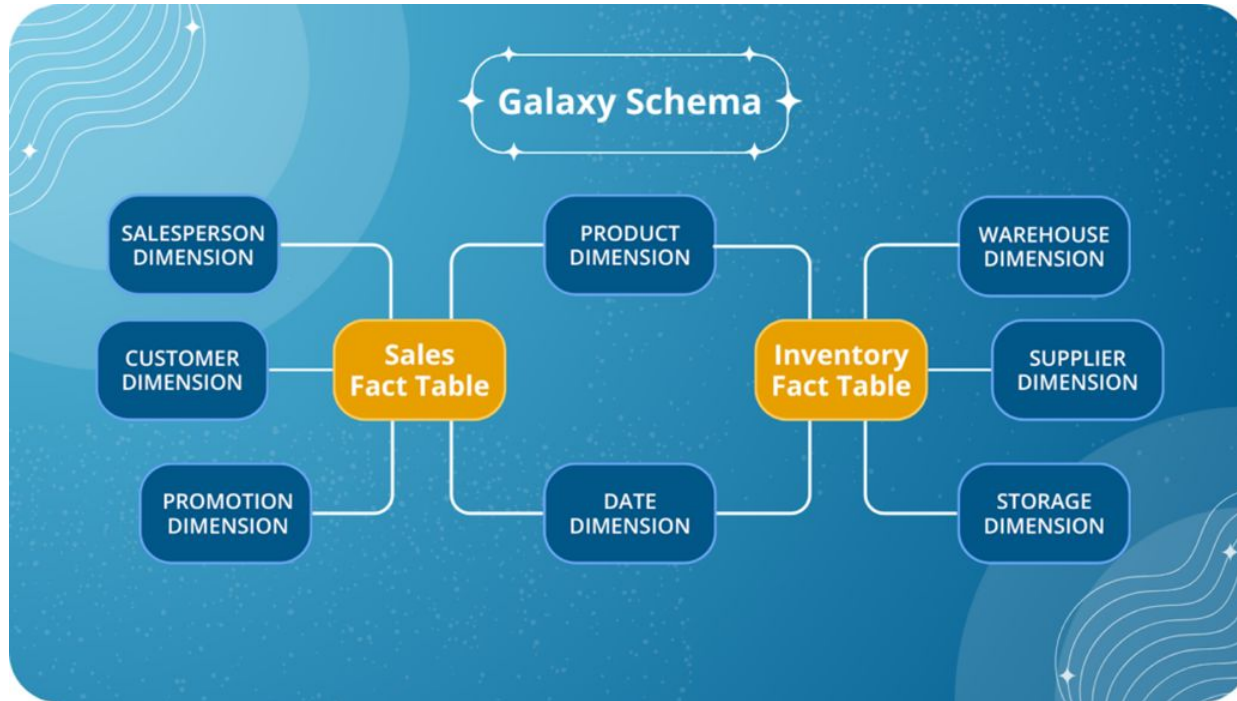 Galaxy Schema
SALESPERSON
DIMENSION
PRODUCT
DIMENSION
WAREHOUSE
DIMENSION
CUSTOMER
DIMENSION
Sales
Fact Table
Inventory
Fact Table
SUPPLIER
DIMENSION
PROMOTION
DIMENSION
DATE
DIMENSION
STORAGE
DIMENSION